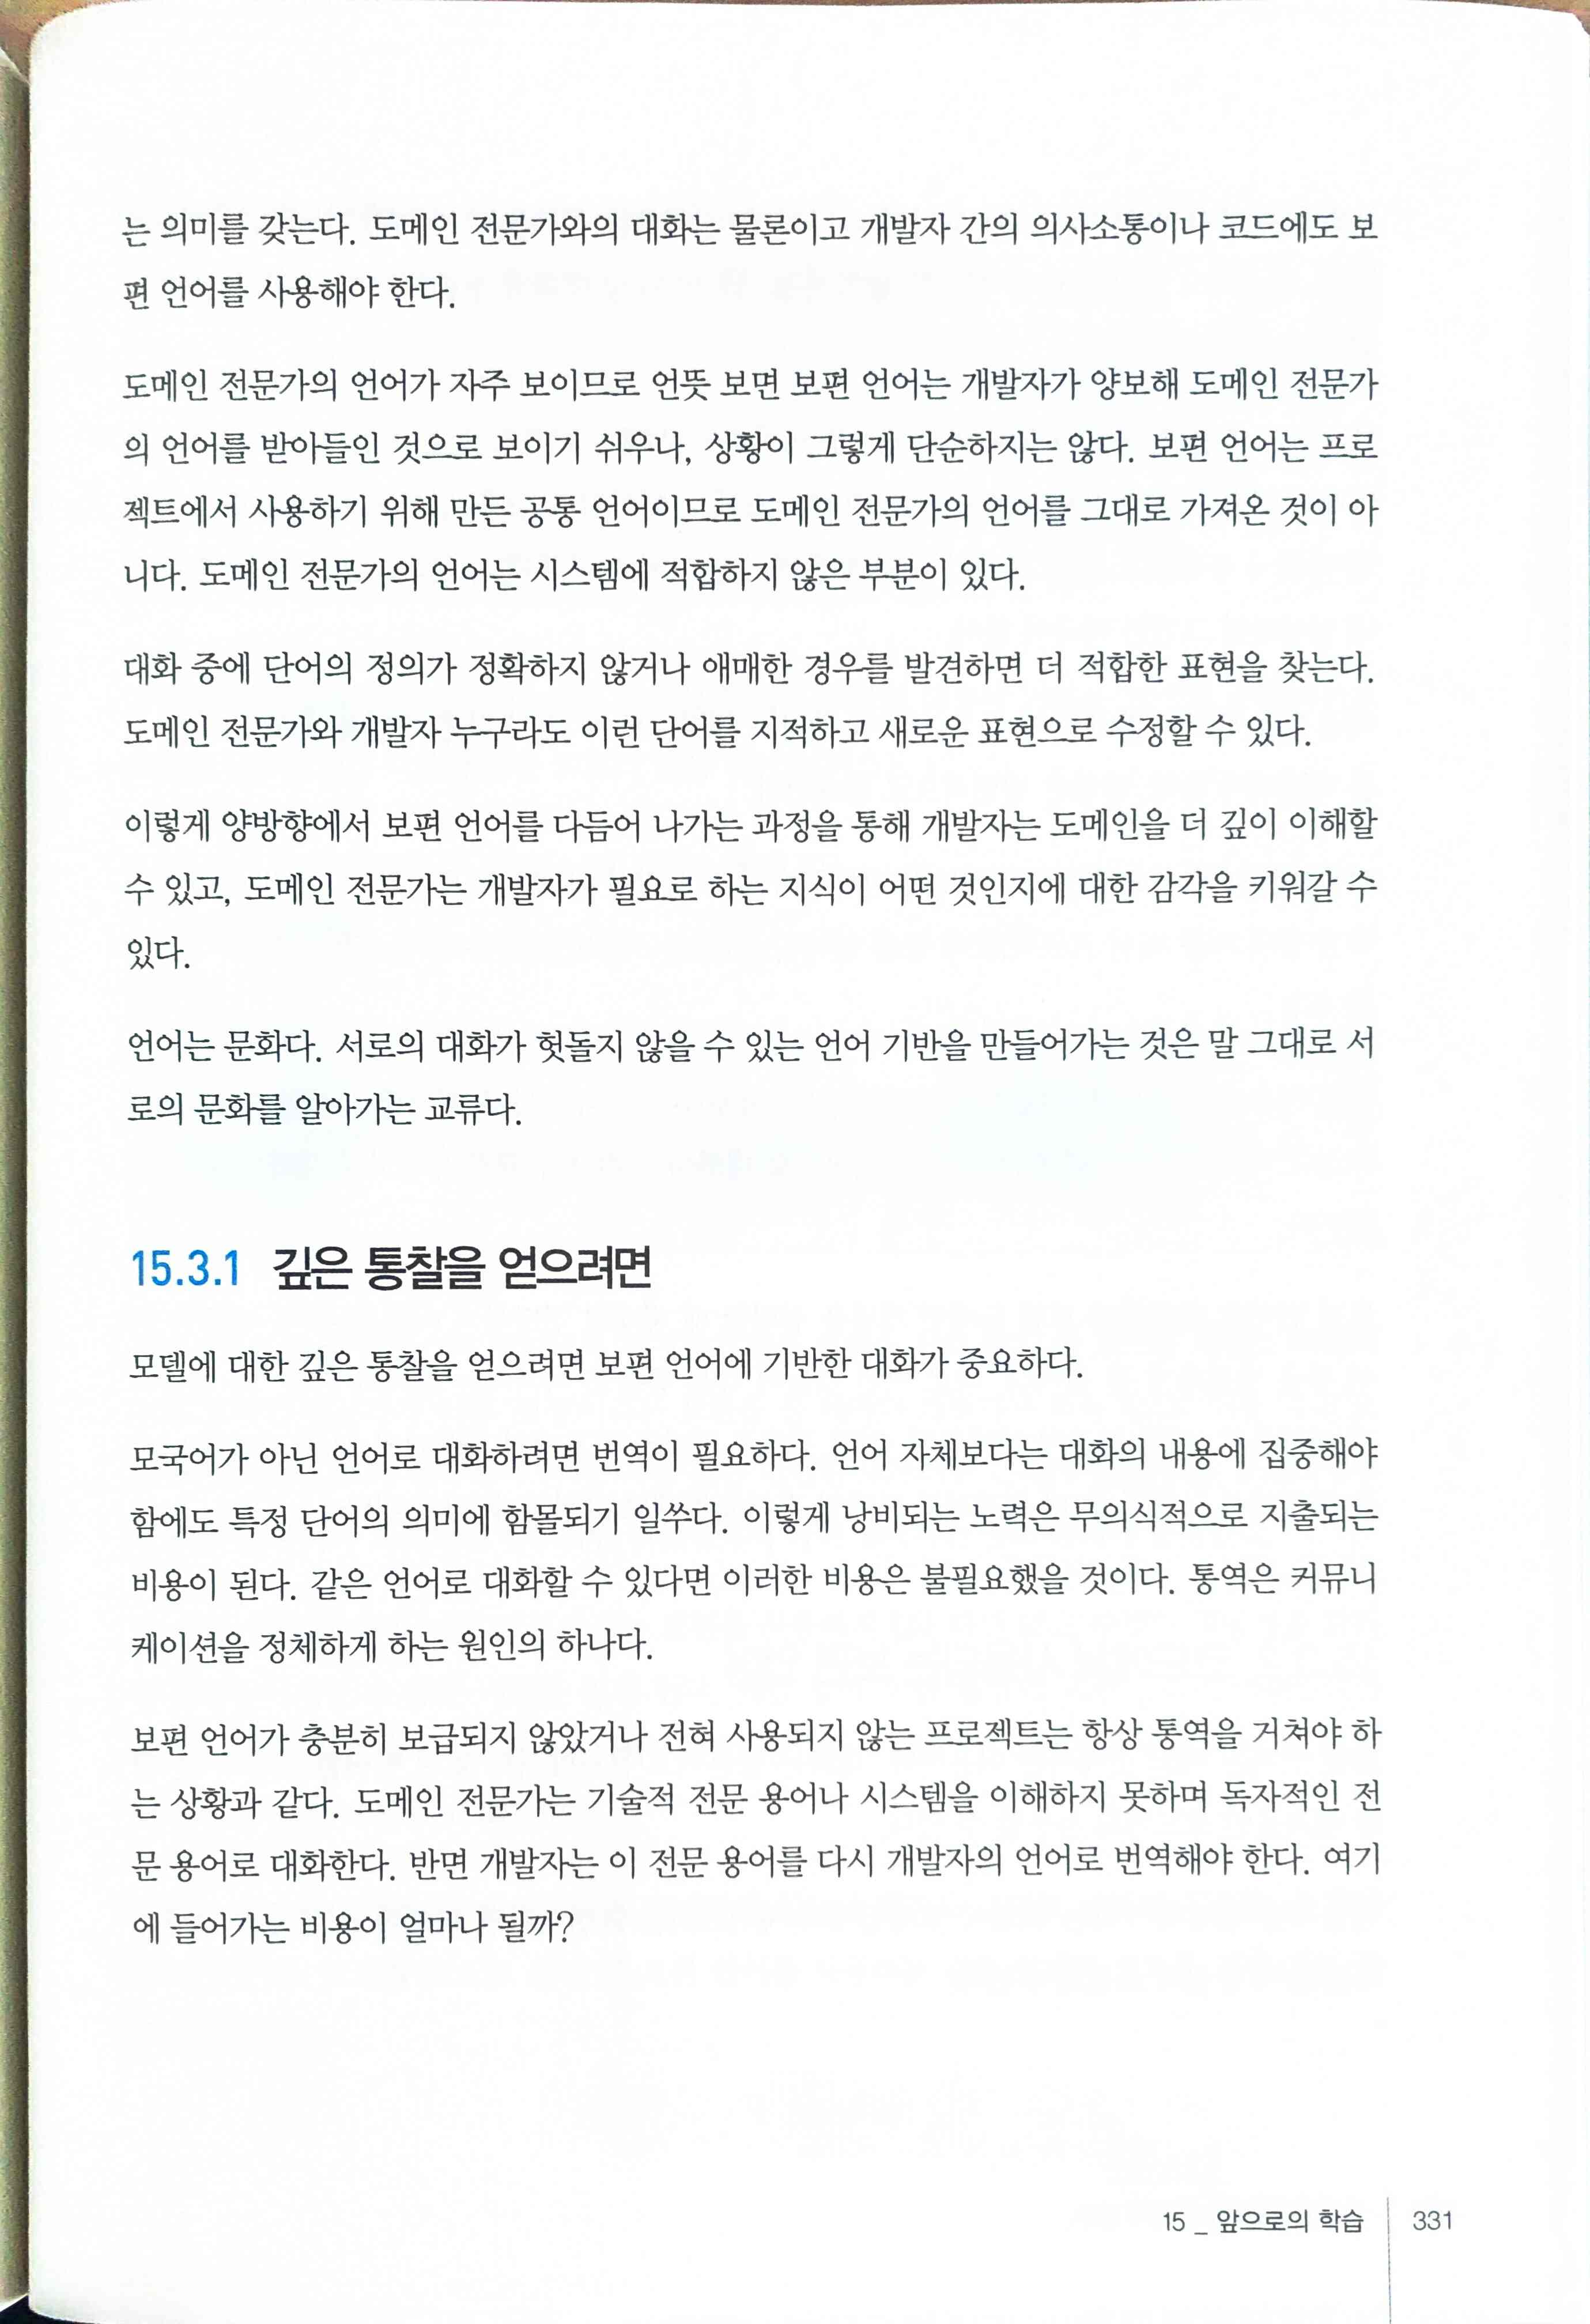 는 의미를 갖는다. 도메인 전문가와의 대화는 물론이고 개발자 간의 의사소통이나 코드에도 보
편 언어를 사용해야 한다.
도메인 전문가의 언어가 자주 보이므로 언뜻 보면 보편 언어는 개발자가 양보해 도메인 전문가
의 언어를 받아들인 것으로 보이기 쉬우나, 상황이 그렇게 단순하지는 않다. 보편 언어는 프로
젝트에서 사용하기 위해 만든 공통 언어이므로 도메인 전문가의 언어를 그대로 가져온 것이 아
니다. 도메인 전문가의 언어는 시스템에 적합하지 않은 부분이 있다.
대화 중에 단어의 정의가 정확하지 않거나 애매한 경우를 발견하면 더 적합한 표현을 찾는다.
도메인 전문가와 개발자 누구라도 이런 단어를 지적하고 새로운 표현으로 수정할 수 있다.
이렇게 양방향에서 보편 언어를 다듬어 나가는 과정을 통해 개발자는 도메인을 더 깊이 이해할
수 있고, 도메인 전문가는 개발자가 필요로 하는 지식이 어떤 것인지에 대한 감각을 키워갈 수
있다.
언어는 문화다. 서로의 대화가 헛돌지 않을 수 있는 언어 기반을 만들어가는 것은 말 그대로 서
로의 문화를 알아가는 교류다.
15.3.1 깊은 통찰을 얻으려면
모델에 대한 깊은 통찰을 얻으려면 보편 언어에 기반한 대화가 중요하다.
모국어가 아닌 언어로 대화하려면 번역이 필요하다. 언어 자체보다는 대화의 내용에 집중해야
함에도 특정 단어의 의미에 함몰되기 일쑤다. 이렇게 낭비되는 노력은 무의식적으로 지출되는
비용이 된다. 같은 언어로 대화할 수 있다면 이러한 비용은 불필요했을 것이다. 통역은 커뮤니
케이션을 정체하게 하는 원인의 하나다.
보편 언어가 충분히 보급되지 않았거나 전혀 사용되지 않는 프로젝트는 항상 통역을 거쳐야 하
는 상황과 같다. 도메인 전문가는 기술적 전문 용어나 시스템을 이해하지 못하며 독자적인 전
문 용어로 대화한다. 반면 개발자는 이 전문 용어를 다시 개발자의 언어로 번역해야 한다. 여기
에 들어가는 비용이 얼마나 될까?
15 _ 앞으로의 학습 331